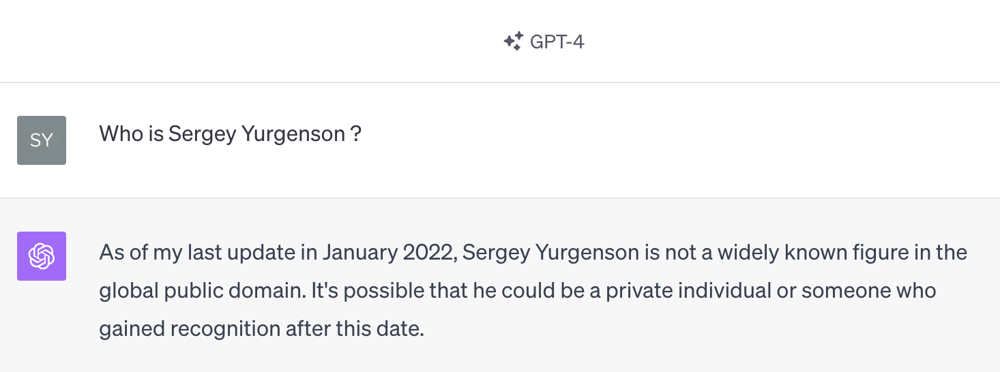 GPT-4
SY
Who is Sergey Yurgenson ?
As of my last update in January 2022, Sergey Yurgenson is not a widely known figure in the
global public domain. It's possible that he could be a private individual or someone who
gained recognition after this date.